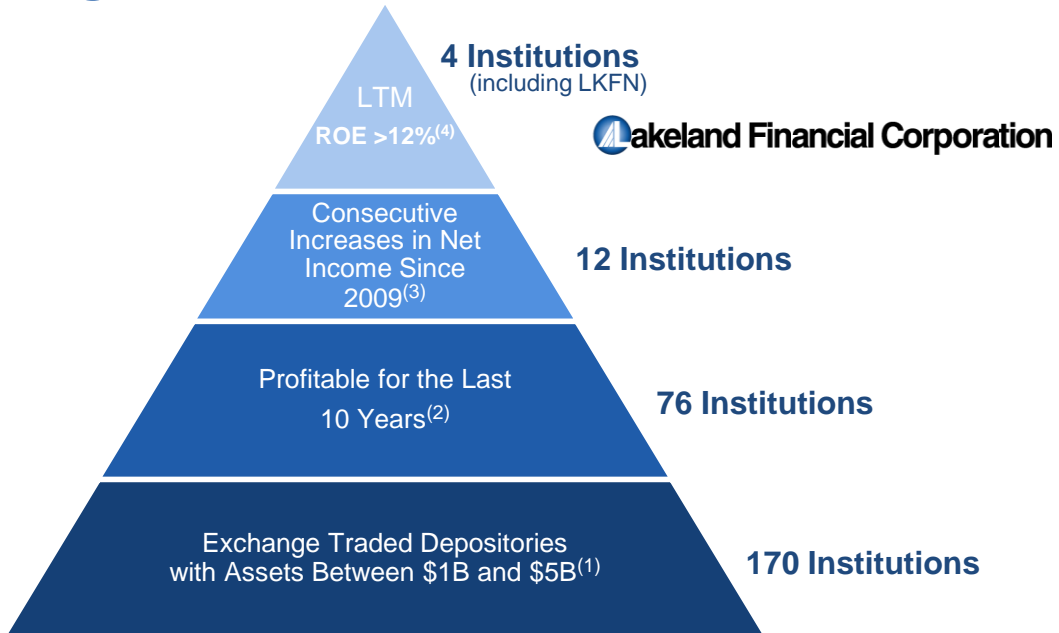 4 Institutions
(including LKFN)
LTM
ROE >12%(4)
Lakeland Financial Corporation
Consecutive
Increases in Net
Income Since
2009(3)
12 Institutions
Profitable for the Last
10 Years(2)
76 Institutions
Exchange Traded Depositories
with Assets Between $1B and $5B(1)
170 Institutions